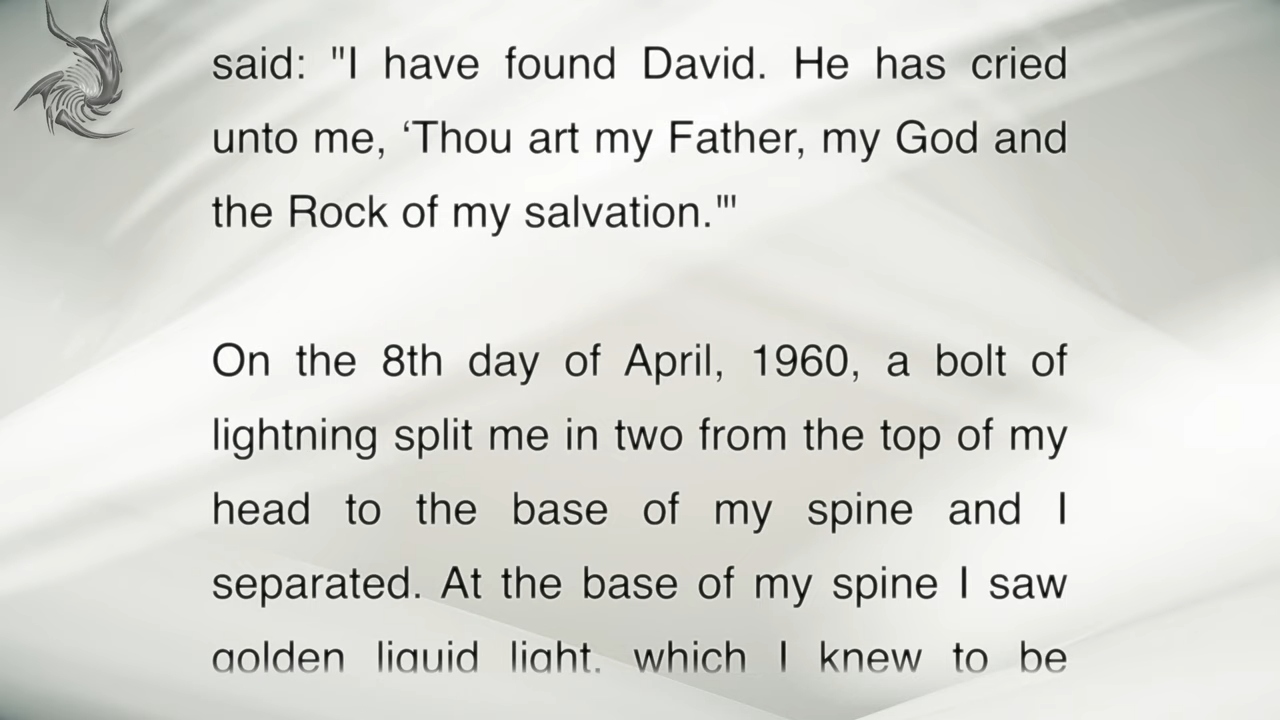 said: "I have found David. He has cried
unto me, ‘Thou art my Father, my God and
the Rock of my salvation."'
On the 8th day of April, 1960, a bolt of
lightning split me in two from the top of my
head to the base of my spine and I
separated. At the base of my spine I saw
golden liquid light, which I knew to be